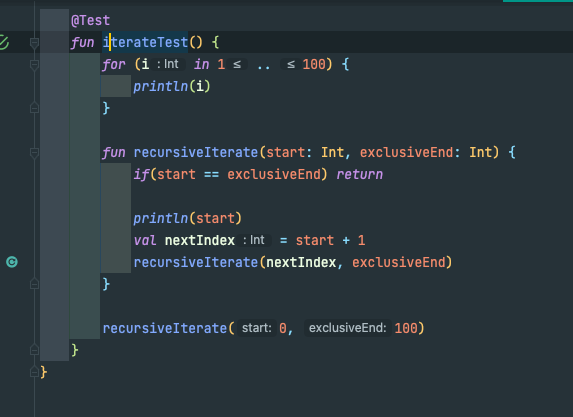 @Test
fun iterateTest() {
for (i : Int in 1 ≤ .. ≤ 100) {
println(i)
}
fun recursiveIterate(start: Int, exclusiveEnd: Int) {
if(start == exclusiveEnd) return
println(start)
val nextIndex : Int = start + 1
recursiveIterate(nextIndex, exclusiveEnd)
}
recursiveIterate( start: 0, exclusiveEnd: 100)
}
}